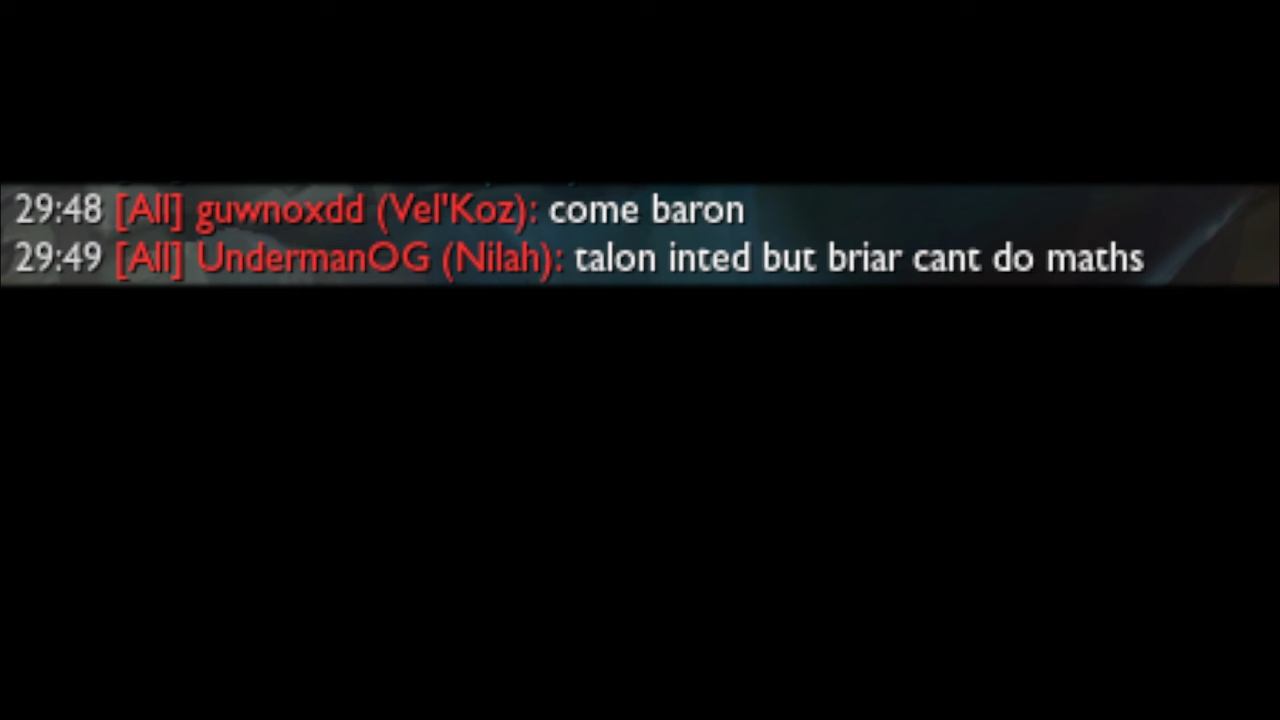 29:48 [All] guwnoxdd (Vel'Koz): come baron
29:49 [All] UndermanOG (Nilah): talon inted but briar cant do maths